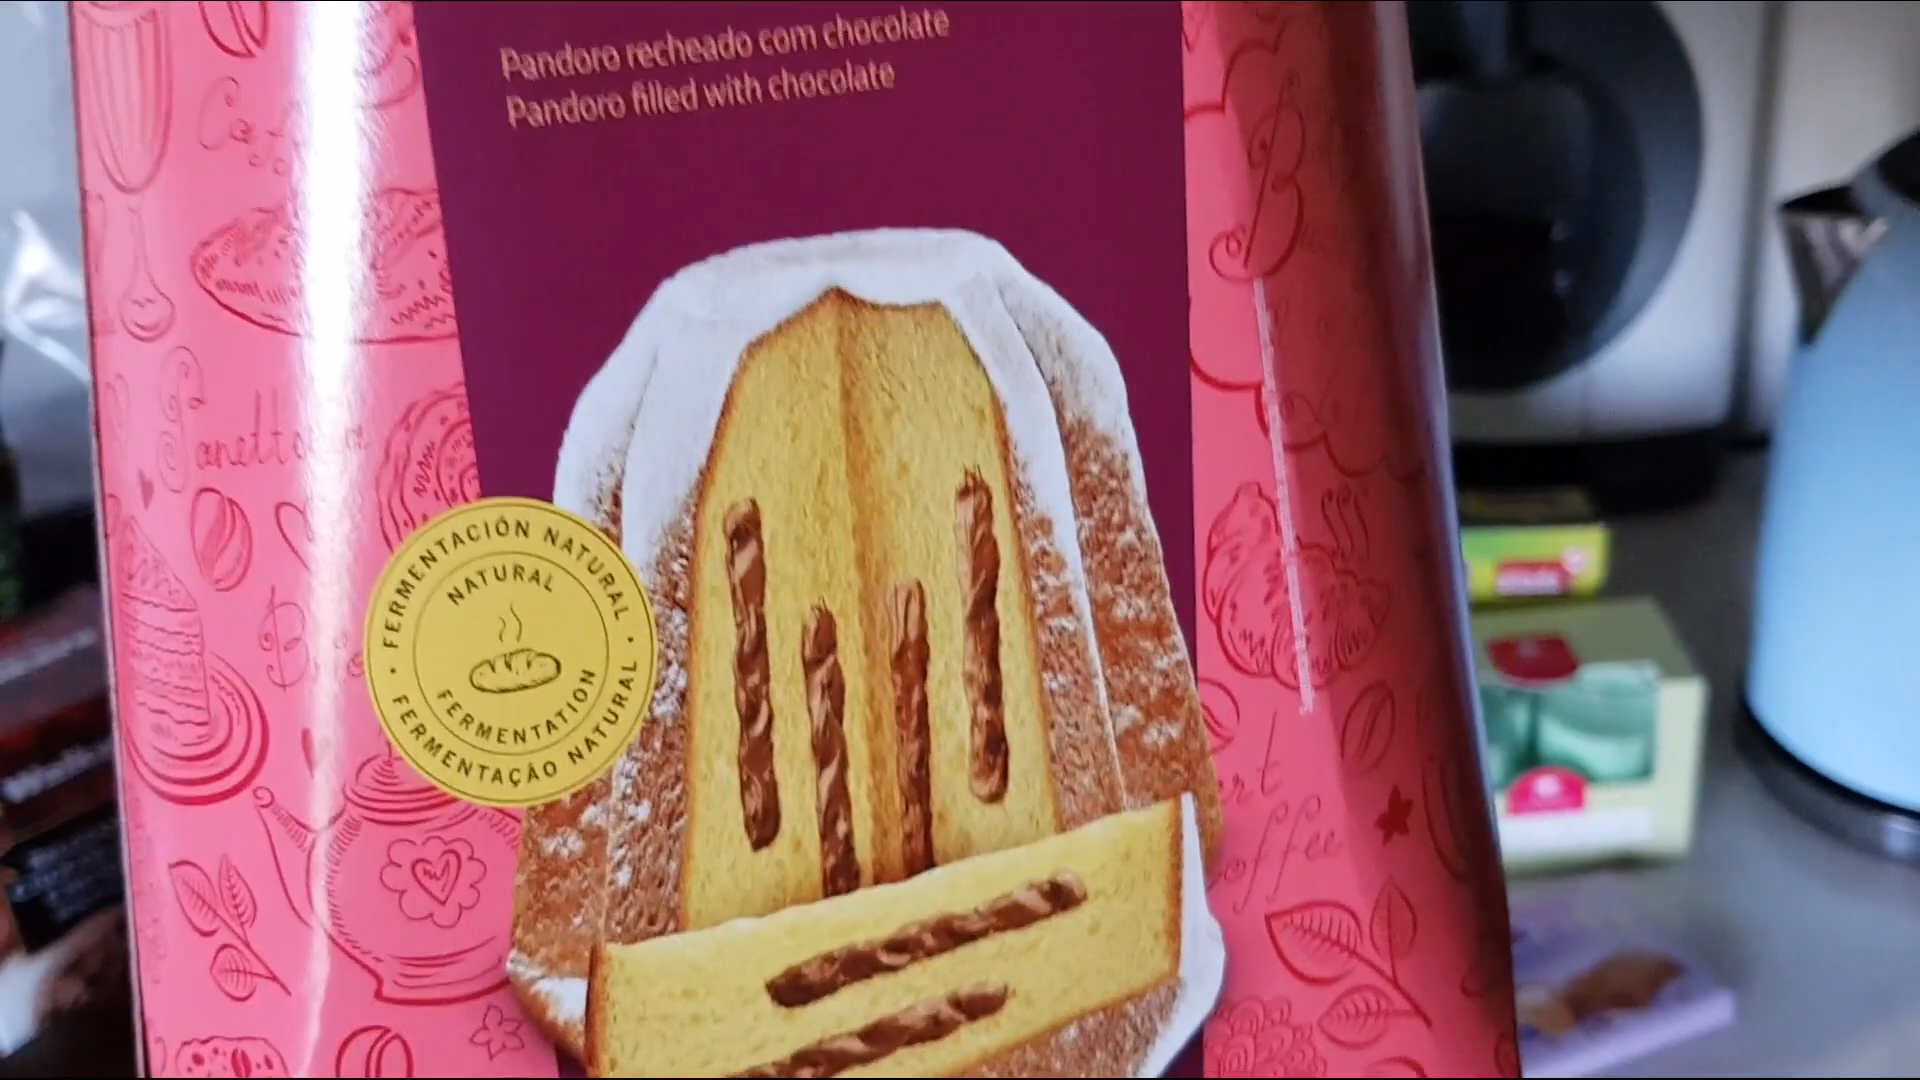 Pandoro recheado com chocolate
Pandoro filled with chocolate
FERMENTACIÓN NATURAL
NATURAL
FERMENTATION
FERMENTAÇÃO NATURAL